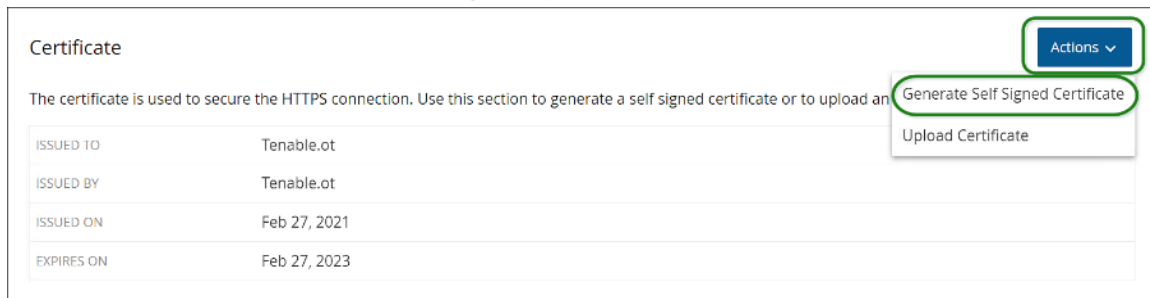 Certificate
Actions
The certificate is used to secure the HTTPS connection. Use this section to generate a self signed certificate or to upload an
Generate Self Signed Certificate
Upload Certificate
ISSUED TO Tenable.ot
ISSUED BY Tenable.ot
ISSUED ON Feb 27, 2021
EXPIRES ON Feb 27, 2023